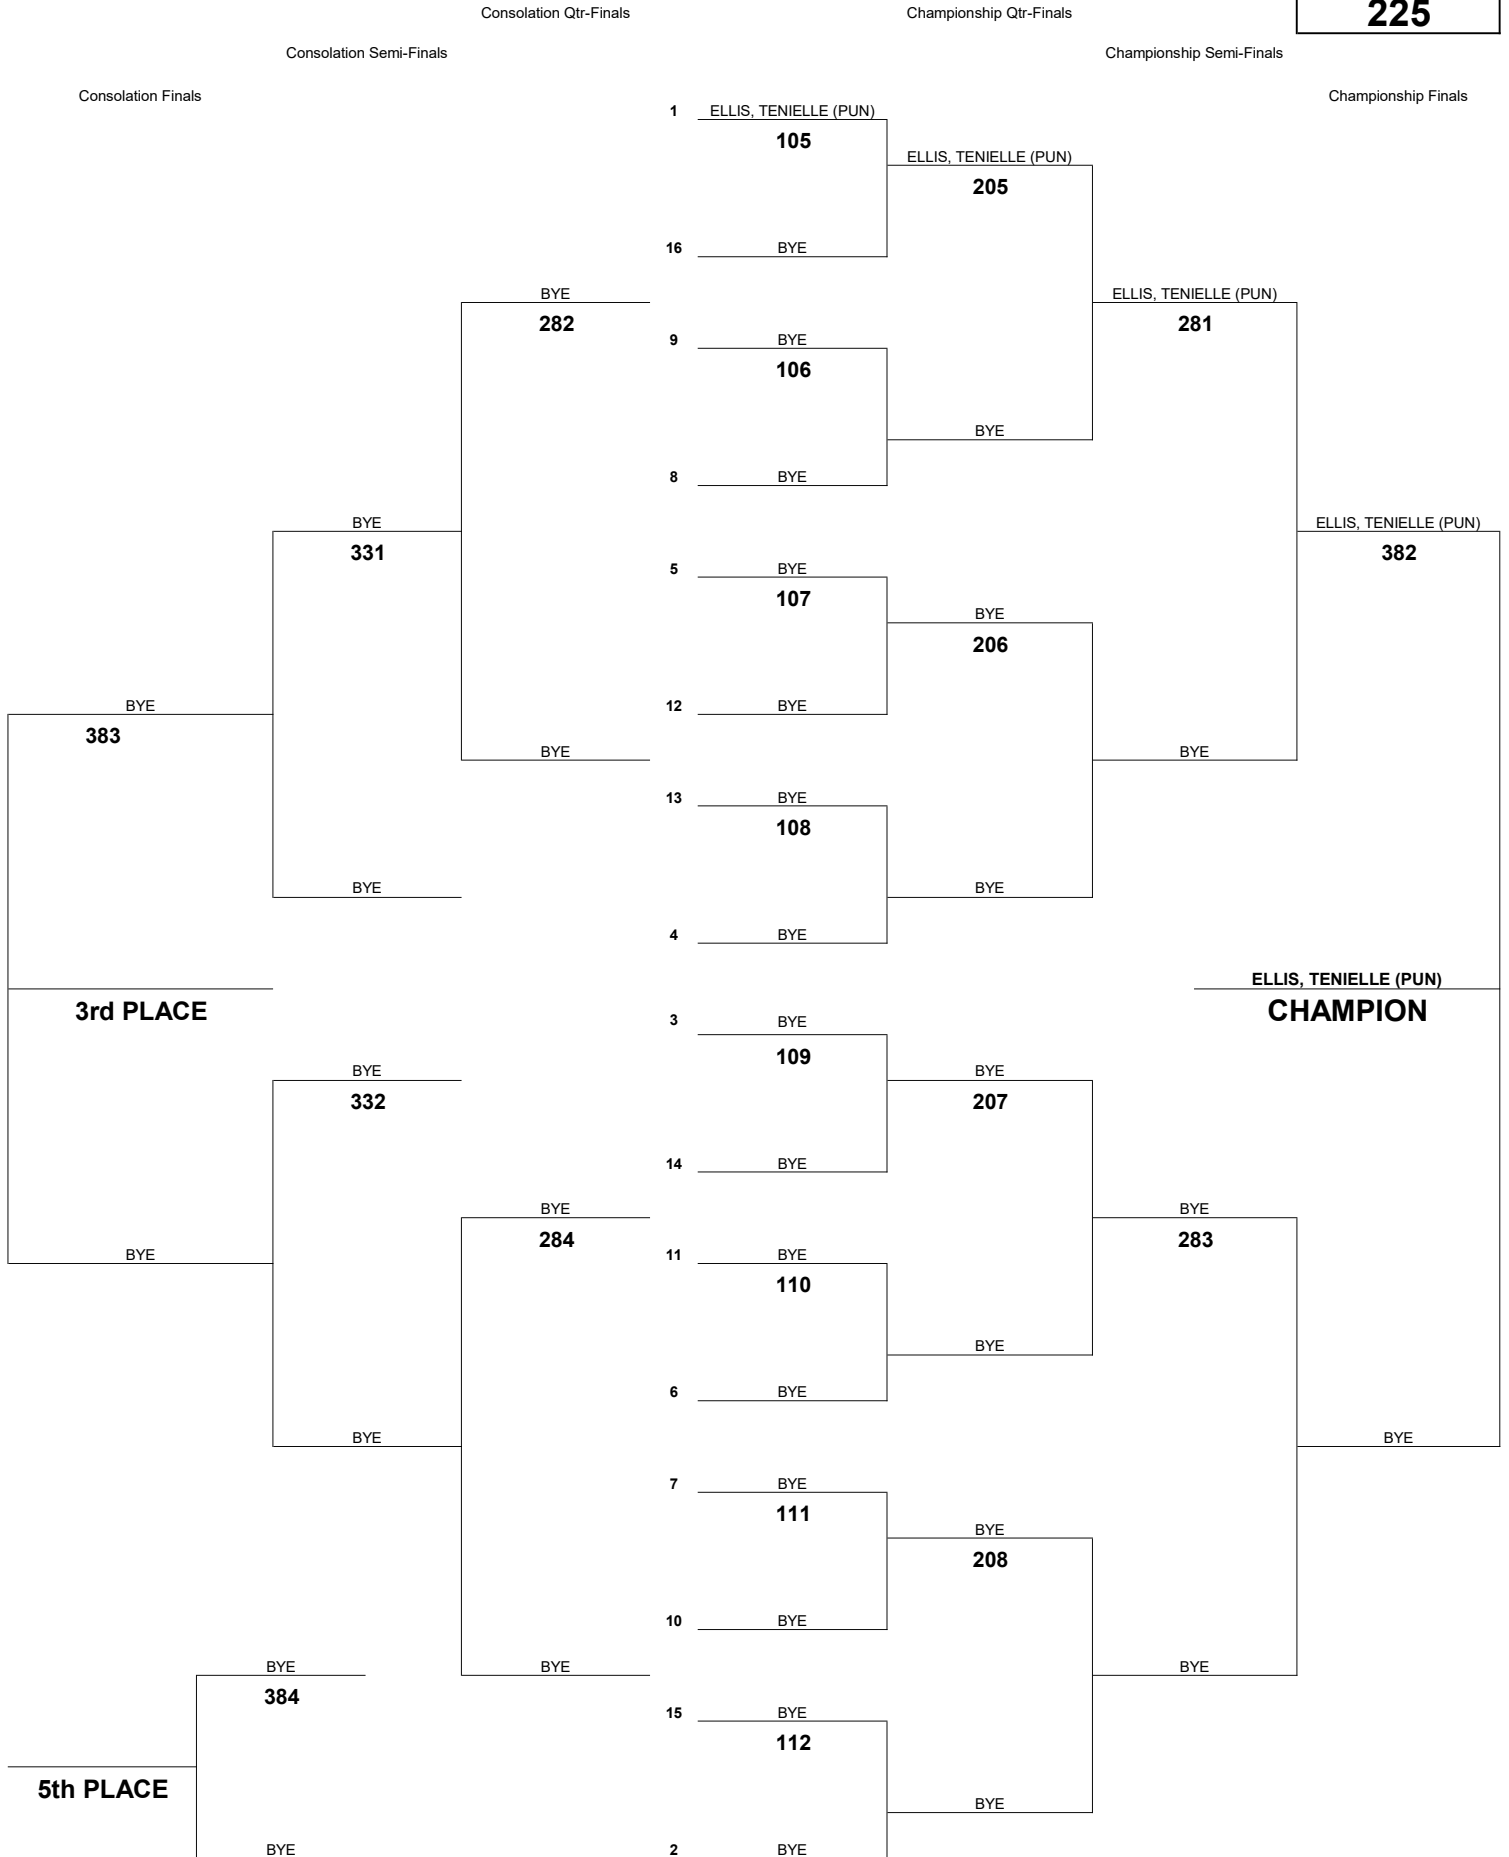 Consolation Qtr-Finals Championship Qtr-Finals 225
Consolation Semi-Finals Championship Semi-Finals
Consolation Finals Championship Finals
1 ELLIS, TENIELLE (PUN)
105
ELLIS, TENIELLE (PUN)
205
16 BYE
BYE ELLIS, TENIELLE (PUN)
282 281
9 BYE
106
BYE
8 BYE
BYE ELLIS, TENIELLE (PUN)
331 382
5 BYE
107
BYE
206
12 BYE
BYE
383
BYE BYE
13 BYE
108
BYE BYE
4 BYE
ELLIS, TENIELLE (PUN)
3rd PLACE CHAMPION
3 BYE
109
BYE BYE
332 207
14 BYE
BYE BYE
284 283
11 BYE
BYE
110
BYE
6 BYE
BYE BYE
7 BYE
111
BYE
208
10 BYE
BYE BYE BYE
384
15 BYE
112
5th PLACE
BYE
BYE 2 BYE